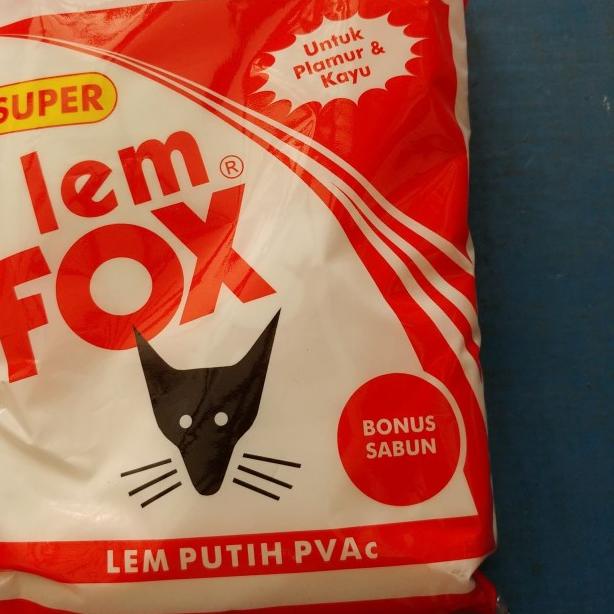 Untuk
Plamur &
Kayu
SUPER
lem®
FOX
BONUS
SABUN
LEM PUTIH PVAc